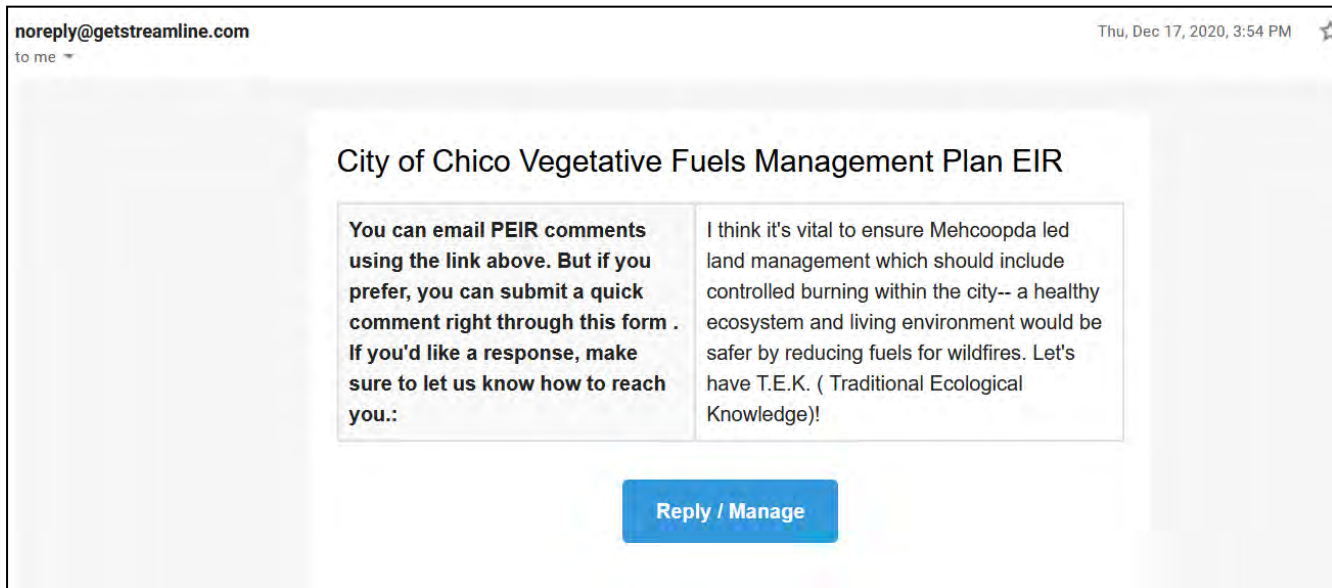 noreply@getstreamline.com
Thu, Dec 17, 2020, 3:54 PM
to me
City of Chico Vegetative Fuels Management Plan EIR
You can email PEIR comments
using the link above. But if you
prefer, you can submit a quick
comment right through this form .
If you'd like a response, make
sure to let us know how to reach
you.:
I think it's vital to ensure Mehcoopda led
land management which should include
controlled burning within the city-- a healthy
ecosystem and living environment would be
safer by reducing fuels for wildfires. Let's
have T.E.K. ( Traditional Ecological
Knowledge)!
Reply / Manage